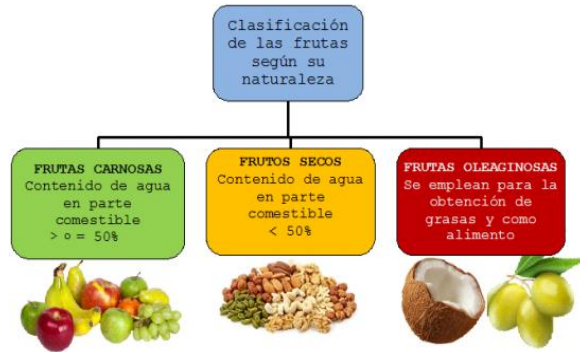 Clasificación
de las frutas
según su
naturaleza
FRUTAS CARNOSAS
Contenido de agua
en parte
comestible
> o = 50%
FRUTOS SECOS
Contenido de agua
en parte
comestible
< 50%
FRUTAS OLEAGINOSAS
Se emplean para la
obtención de
grasas y como
alimento